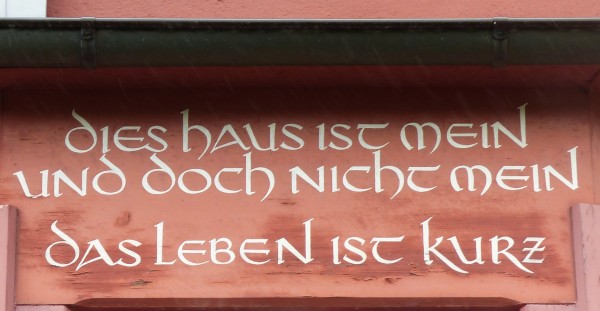 dies haus ist mein
und doch nicht mein
das Leben ist kurz